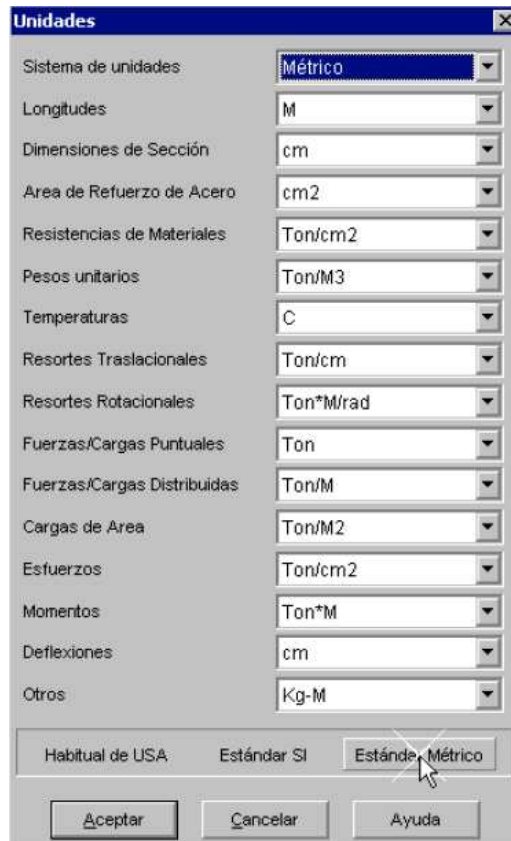 Unidades
Sistema de unidades Métrico
Longitudes M
Dimensiones de Sección cm
Area de Refuerzo de Acero cm2
Resistencias de Materiales Ton/cm2
Pesos unitarios Ton/M3
Temperaturas C
Resortes Traslacionales Ton/cm
Resortes Rotacionales Ton*M/rad
Fuerzas/Cargas Puntuales Ton
Fuerzas/Cargas Distribuidas Ton/M
Cargas de Area Ton/M2
Esfuerzos Ton/cm2
Momentos Ton*M
Deflexiones cm
Otros Kg-M
Habitual de USA Estándar SI Estándar Métrico
Aceptar Cancelar Ayuda